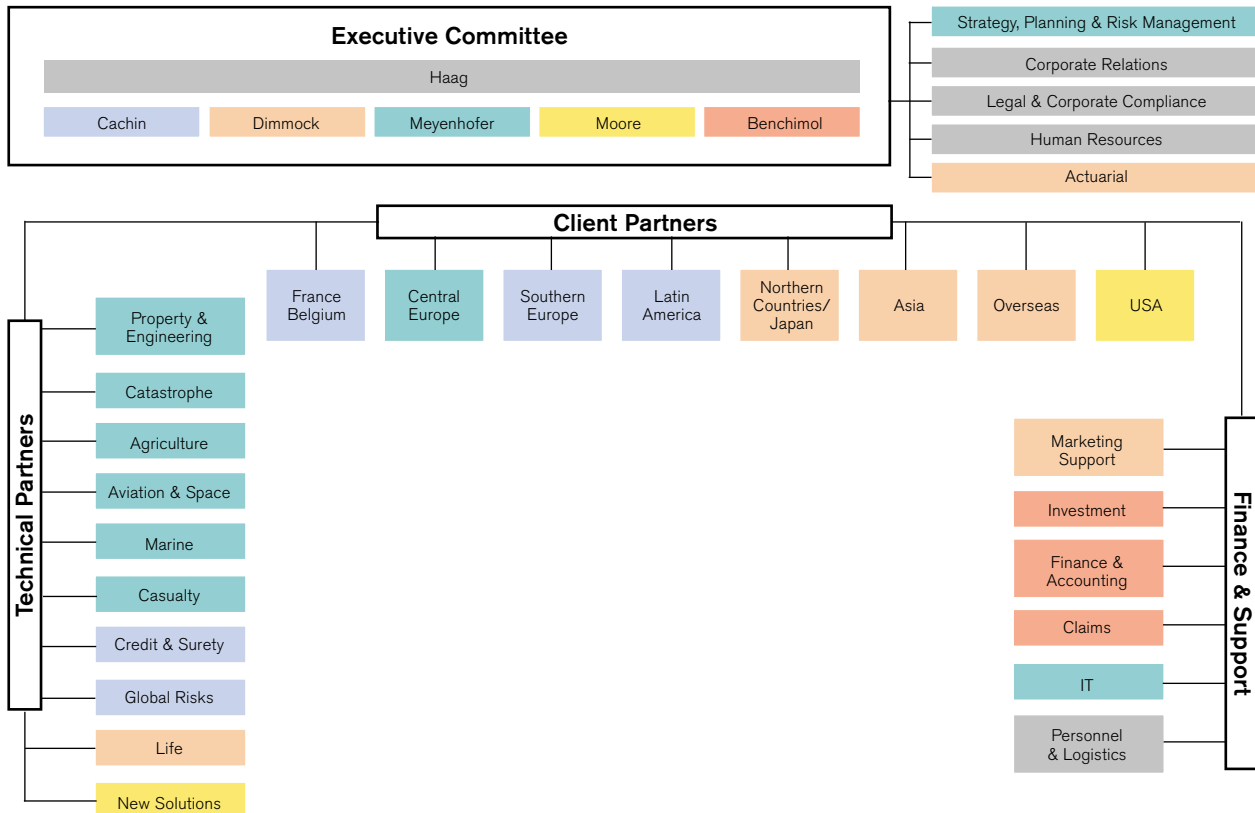 Executive Committee
Haag
Cachin
Dimmock
Meyenhofer
Moore
Benchimol
Strategy, Planning & Risk Management
Corporate Relations
Legal & Corporate Compliance
Human Resources
Actuarial
Client Partners
France
Belgium
Central
Europe
Southern
Europe
Latin
America
Northern
Countries/
Japan
Asia
Overseas
USA
Technical Partners
Property &
Engineering
Catastrophe
Agriculture
Aviation & Space
Marine
Casualty
Credit & Surety
Global Risks
Life
New Solutions
Finance & Support
Marketing
Support
Investment
Finance &
Accounting
Claims
IT
Personnel
& Logistics